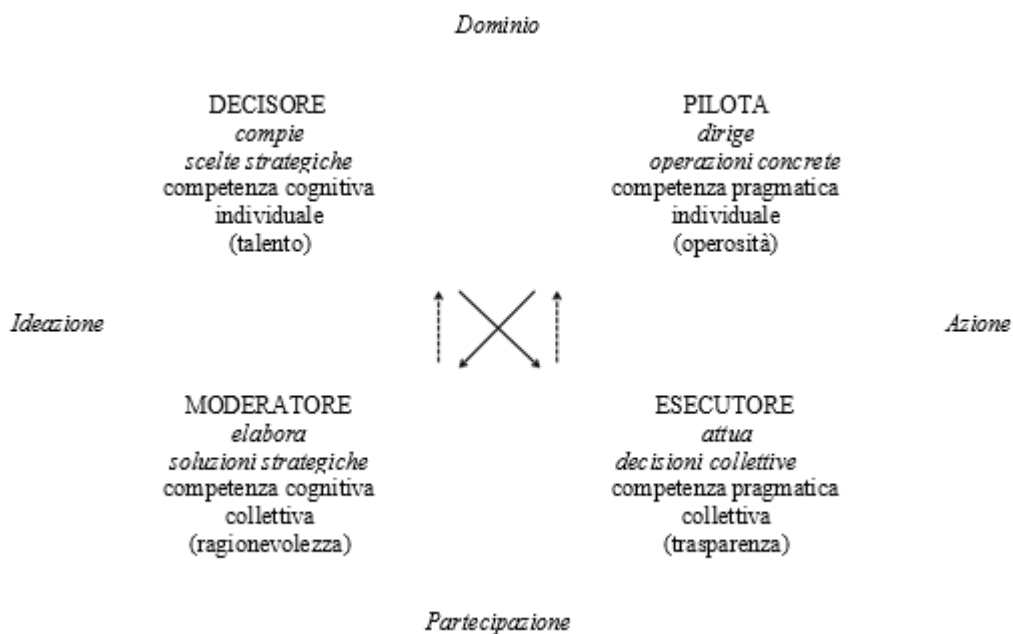 Dominio
DECISORE
compie
scelte strategiche
competenza cognitiva
individuale
(talento)
PILOTA
dirige
operazioni concrete
competenza pragmatica
individuale
(operosità)
Ideazione
Azione
MODERATORE
elabora
soluzioni strategiche
competenza cognitiva
collettiva
(ragionevolezza)
ESECUTORE
attua
decisioni collettive
competenza pragmatica
collettiva
(trasparenza)
Partecipazione